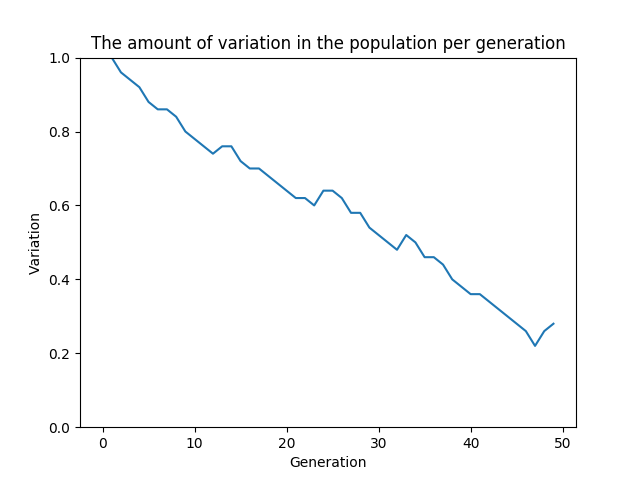 The amount of variation in the population per generation
1.0
0.8
0.6
0.4
0.2
0.0
Variation
0 10 20 30 40 50
Generation